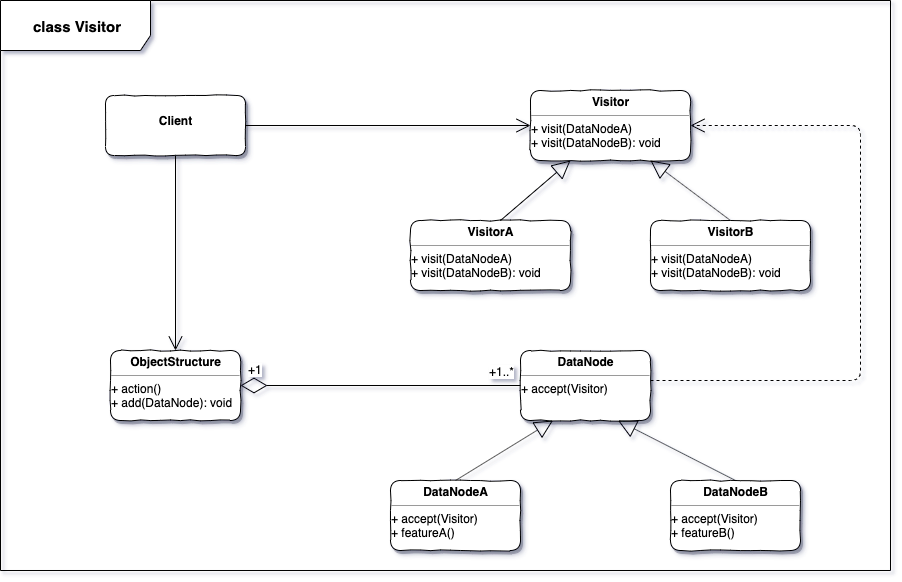 class Visitor
Client
Visitor
+ visit(DataNodeA)
+ visit(DataNodeB): void
VisitorA
+ visit(DataNodeA)
+ visit(DataNodeB): void
VisitorB
+ visit(DataNodeA)
+ visit(DataNodeB): void
ObjectStructure
+ action()
+ add(DataNode): void
+1
+1..*
DataNode
+ accept(Visitor)
DataNodeA
+ accept(Visitor)
+ featureA()
DataNodeB
+ accept(Visitor)
+ featureB()